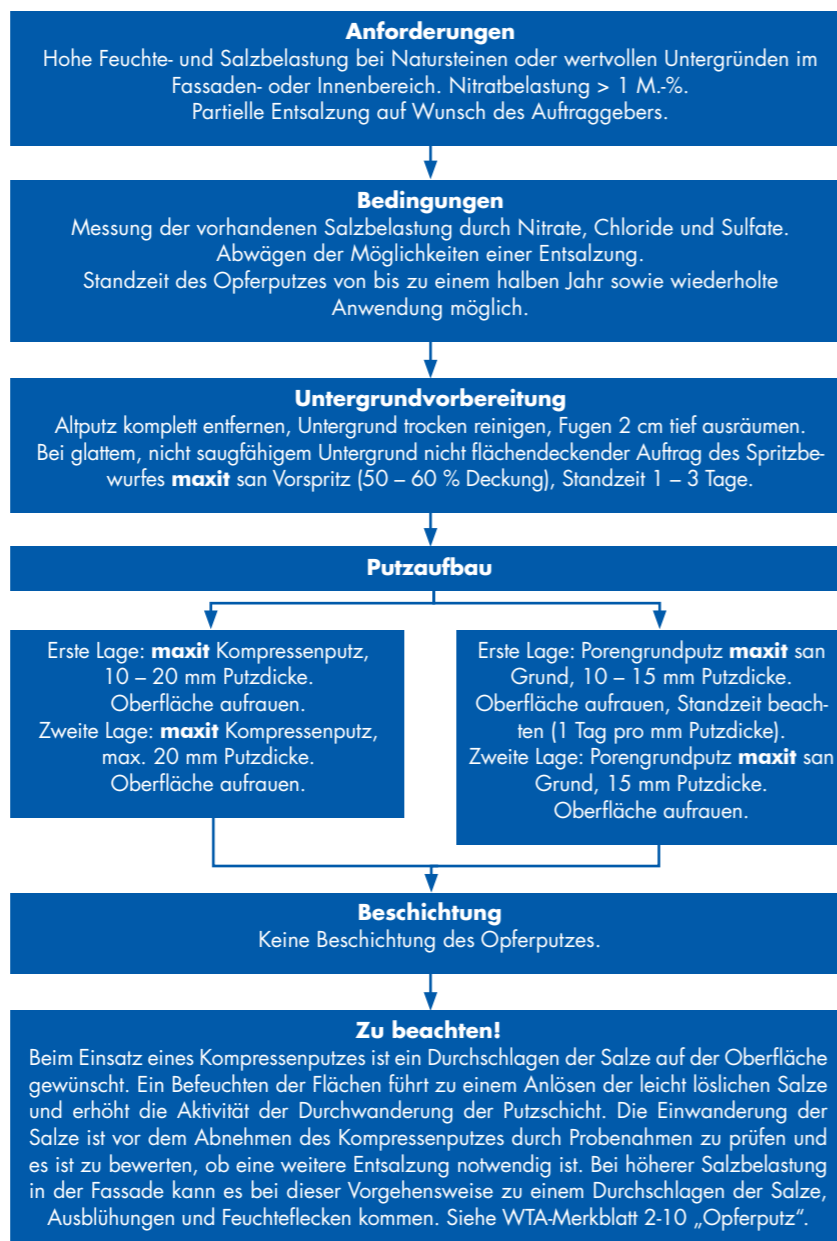 Anforderungen
Hohe Feuchte- und Salzbelastung bei Natursteinen oder wertvollen Untergründen im
Fassaden- oder Innenbereich. Nitratbelastung > 1 M.-%.
Partielle Entsalzung auf Wunsch des Auftraggebers.
Bedingungen
Messung der vorhandenen Salzbelastung durch Nitrate, Chloride und Sulfate.
Abwägen der Möglichkeiten einer Entsalzung.
Standzeit des Opferputzes von bis zu einem halben Jahr sowie wiederholte
Anwendung möglich.
Untergrundvorbereitung
Altputz komplett entfernen, Untergrund trocken reinigen, Fugen 2 cm tief ausräumen.
Bei glattem, nicht saugfähigem Untergrund nicht flächendeckender Auftrag des Spritzbe-
wurfes maxit san Vorspritz (50 – 60 % Deckung), Standzeit 1 – 3 Tage.
Putzaufbau
Erste Lage: maxit Kompressenputz,
10 – 20 mm Putzdicke.
Oberfläche aufrauen.
Zweite Lage: maxit Kompressenputz,
max. 20 mm Putzdicke.
Oberfläche aufrauen.
Erste Lage: Porengrundputz maxit san
Grund, 10 – 15 mm Putzdicke.
Oberfläche aufrauen, Standzeit beach-
ten (1 Tag pro mm Putzdicke).
Zweite Lage: Porengrundputz maxit san
Grund, 15 mm Putzdicke.
Oberfläche aufrauen.
Beschichtung
Keine Beschichtung des Opferputzes.
Zu beachten!
Beim Einsatz eines Kompressenputzes ist ein Durchschlagen der Salze auf der Oberfläche
gewünscht. Ein Befeuchten der Flächen führt zu einem Anlösen der leicht löslichen Salze
und erhöht die Aktivität der Durchwanderung der Putzschicht. Die Einwanderung der
Salze ist vor dem Abnehmen des Kompressenputzes durch Probenahmen zu prüfen und
es ist zu bewerten, ob eine weitere Entsalzung notwendig ist. Bei höherer Salzbelastung
in der Fassade kann es bei dieser Vorgehensweise zu einem Durchschlagen der Salze,
Ausblühungen und Feuchteflecken kommen. Siehe WTA-Merkblatt 2-10 „Opferputz“.